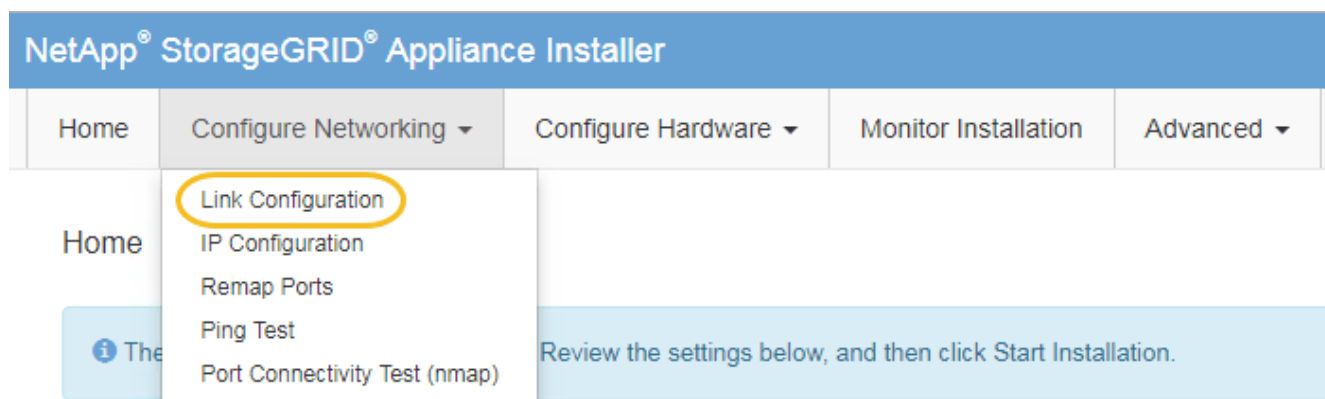 NetApp® StorageGRID® Appliance Installer
Home Configure Networking Configure Hardware Monitor Installation Advanced
Link Configuration
Home IP Configuration
Remap Ports
Ping Test
The Review the settings below, and then click Start Installation.
Port Connectivity Test (nmap)